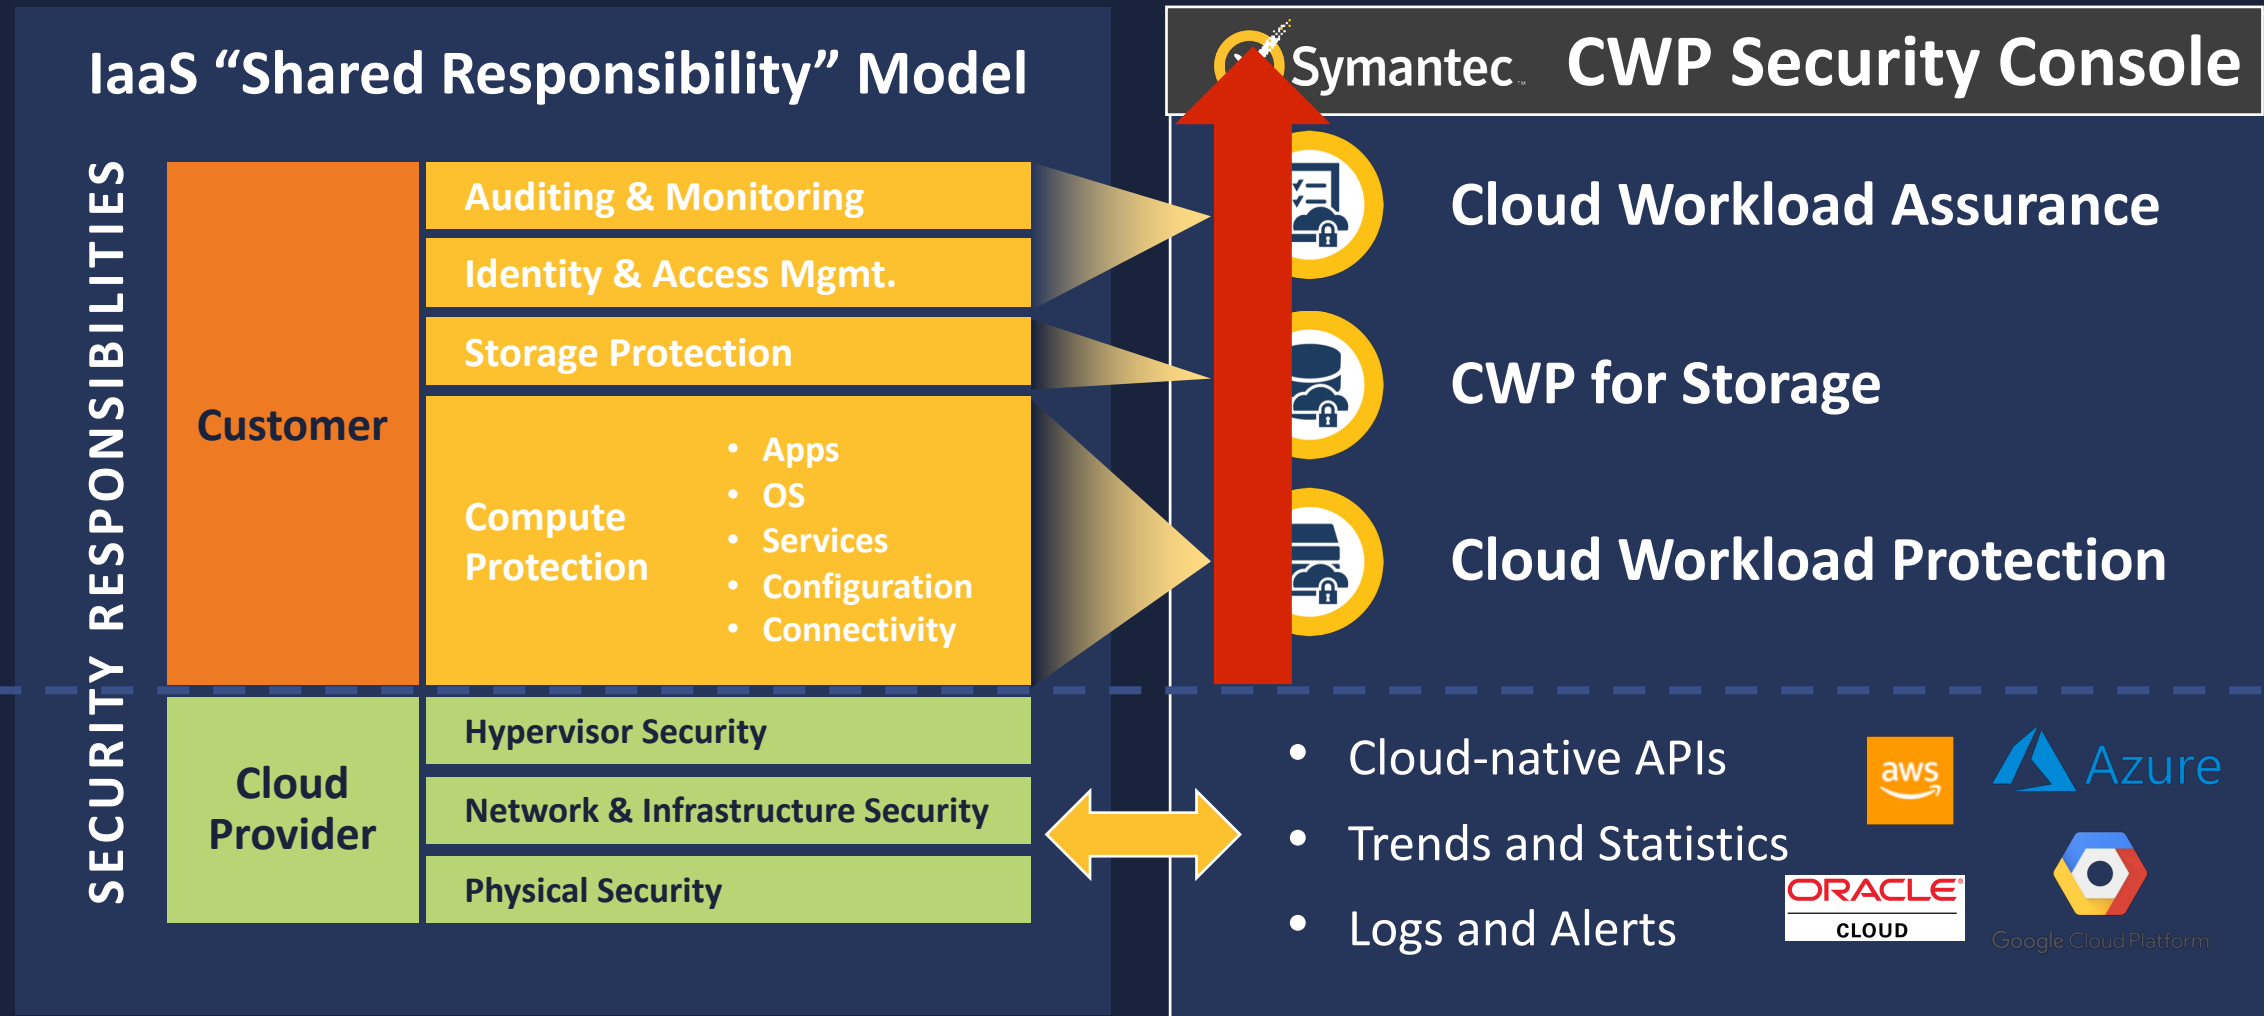 IaaS “Shared Responsibility” Model
SECURITY RESPONSIBILITIES
Customer
Auditing & Monitoring
Identity & Access Mgmt.
Storage Protection
Compute
Protection
• Apps
• OS
• Services
• Configuration
• Connectivity
Cloud
Provider
Hypervisor Security
Network & Infrastructure Security
Physical Security
Symantec™ CWP Security Console
Cloud Workload Assurance
CWP for Storage
Cloud Workload Protection
• Cloud-native APIs
• Trends and Statistics
• Logs and Alerts
aws
Azure
ORACLE®
CLOUD
Google Cloud Platform